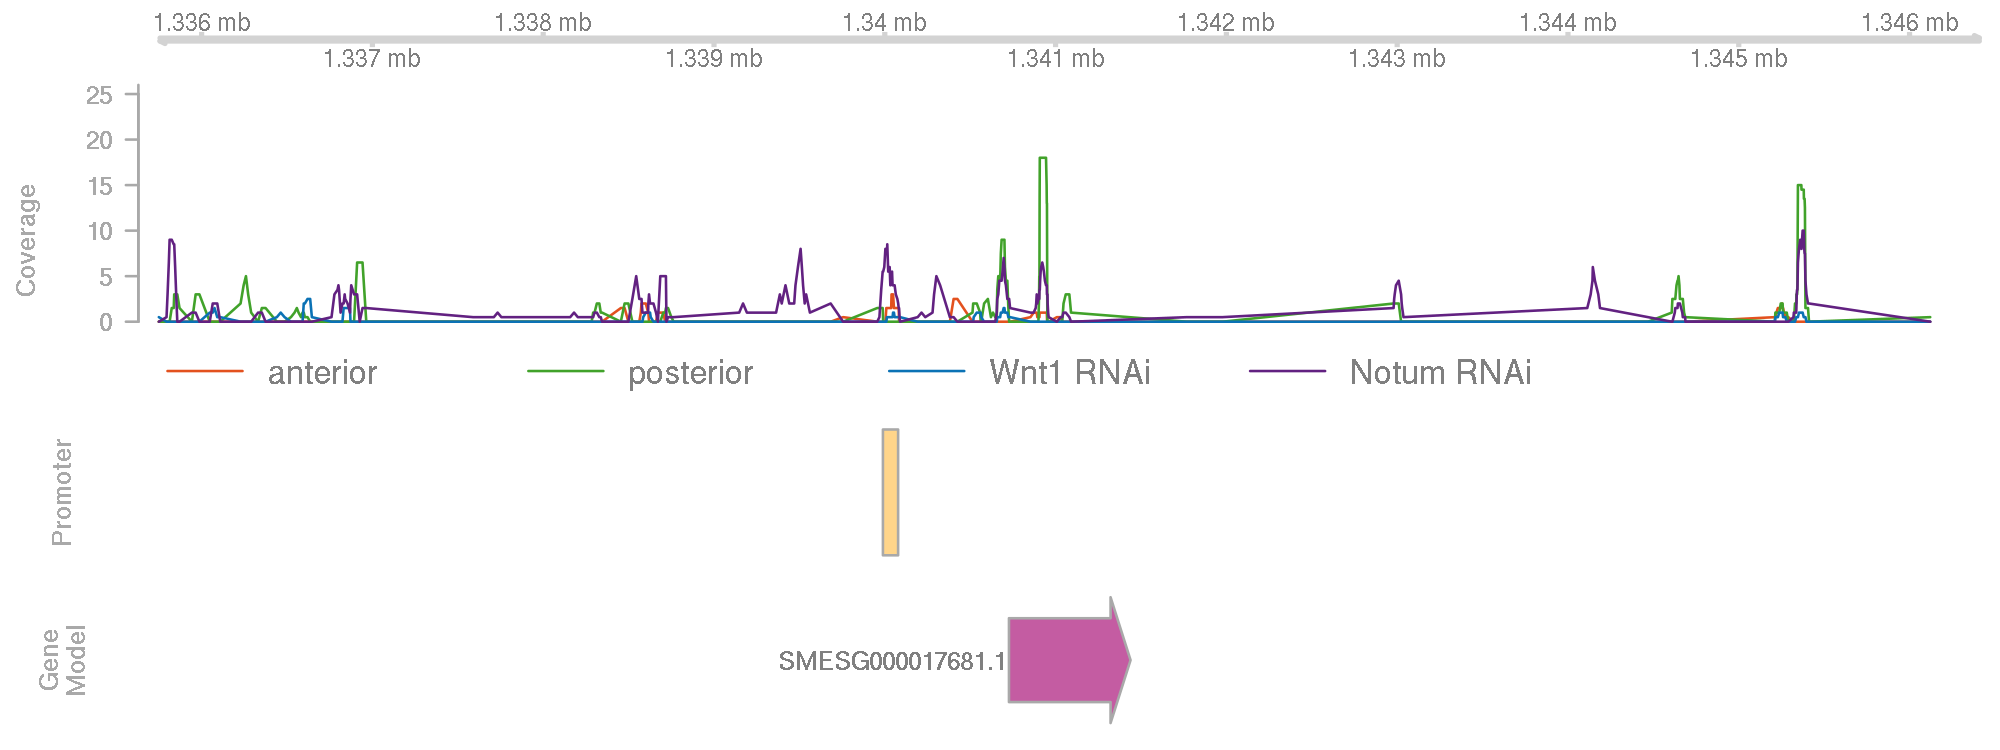 1.336 mb 1.338 mb 1.34 mb 1.342 mb 1.344 mb 1.346 mb
1.337 mb 1.339 mb 1.341 mb 1.343 mb 1.345 mb
25
20
15
10
5
0
Coverage
anterior posterior Wnt1 RNAi Notum RNAi
Promoter
Gene
Model
SMESG000017681.1